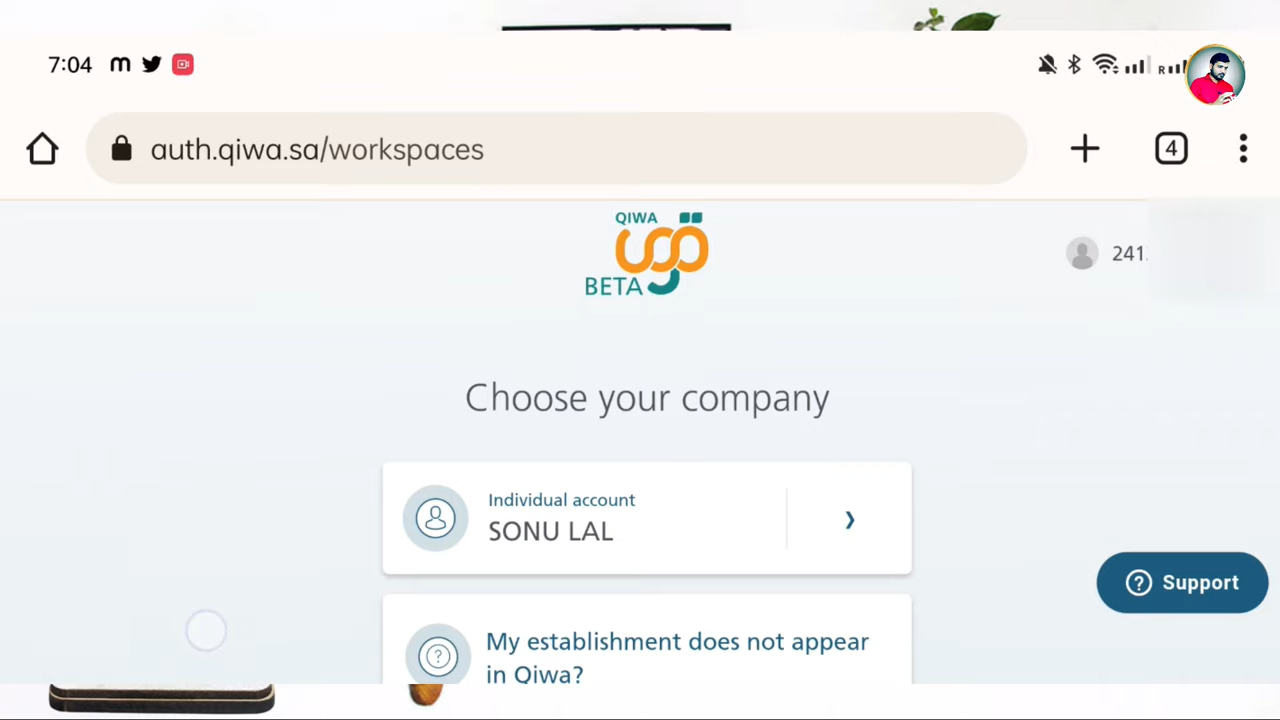 7:04
R
auth.qiwa.sa/workspaces
4
QIWA
قوى
BETA
241
Choose your company
Individual account
SONU LAL
My establishment does not appear
in Qiwa?
Support